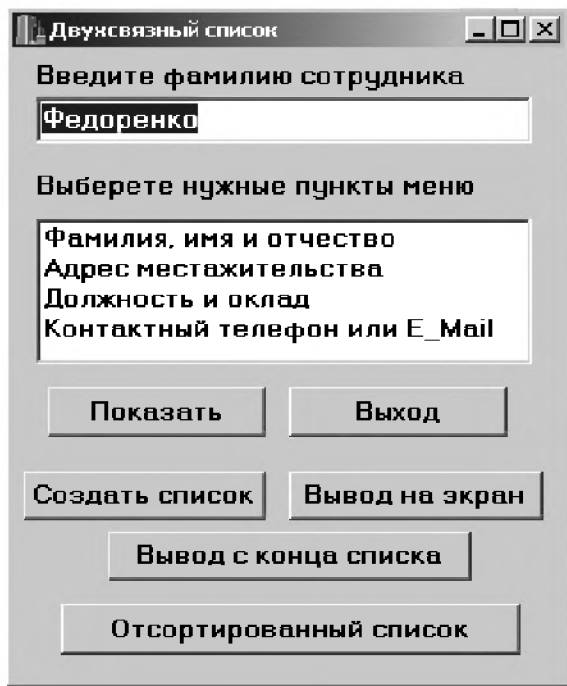 Двухсвязный список
Введите фамилию сотрудника
Федоренко
Выберете нужные пункты меню
Фамилия, имя и отчество
Адрес местажительства
Должность и оклад
Контактный телефон или E_Mail
Показать Выход
Создать список Вывод на экран
Вывод с конца списка
Отсортированный список